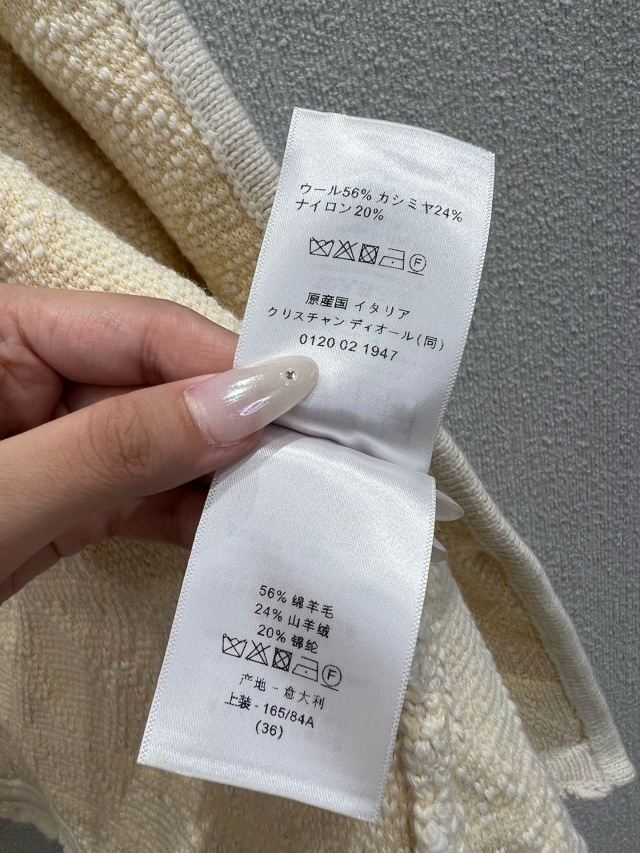 ウール56% カシミヤ24%
ナイロン20%
F
原産国 イタリア
クリスチャン ディオール(同)
0120 02 1947
56% 绵羊毛
24% 山羊绒
20% 锦纶
F
产地 - 意大利
上装 - 165/84A
(36)